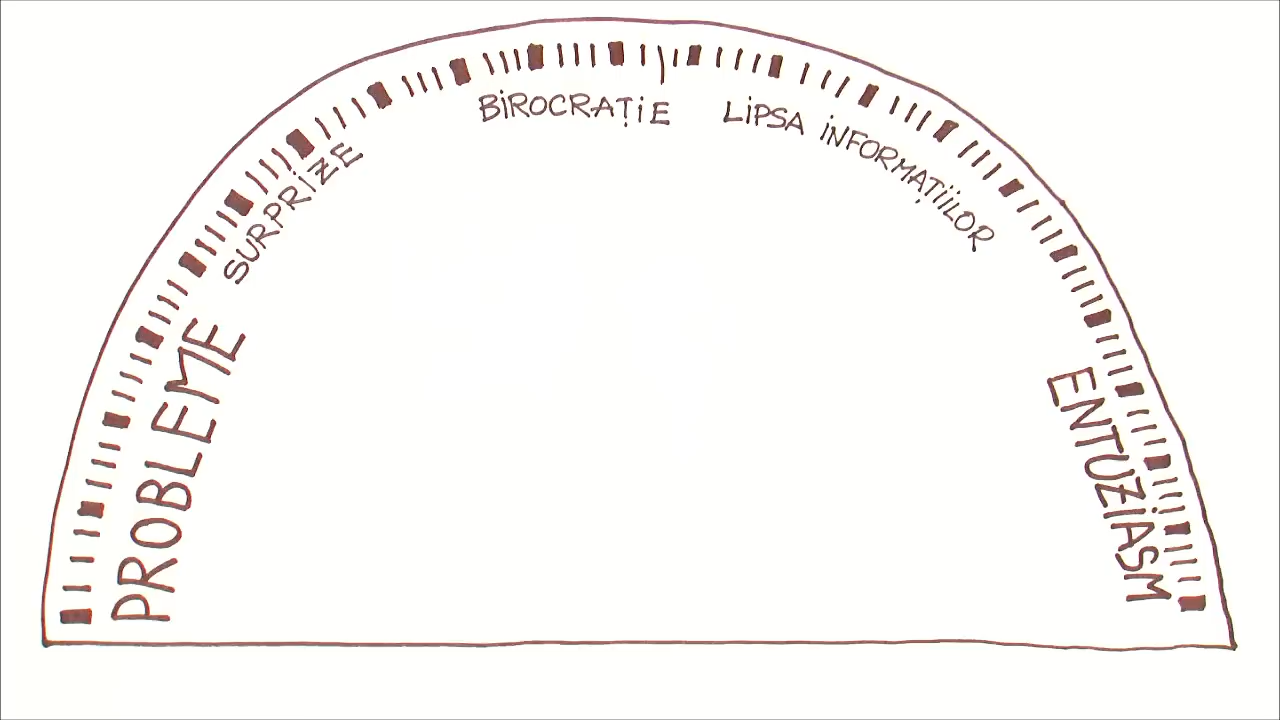 PROBLEME
SURPRIZE
BIROCRAȚIE
LIPSA INFORMAȚIILOR
ENTUZIASM